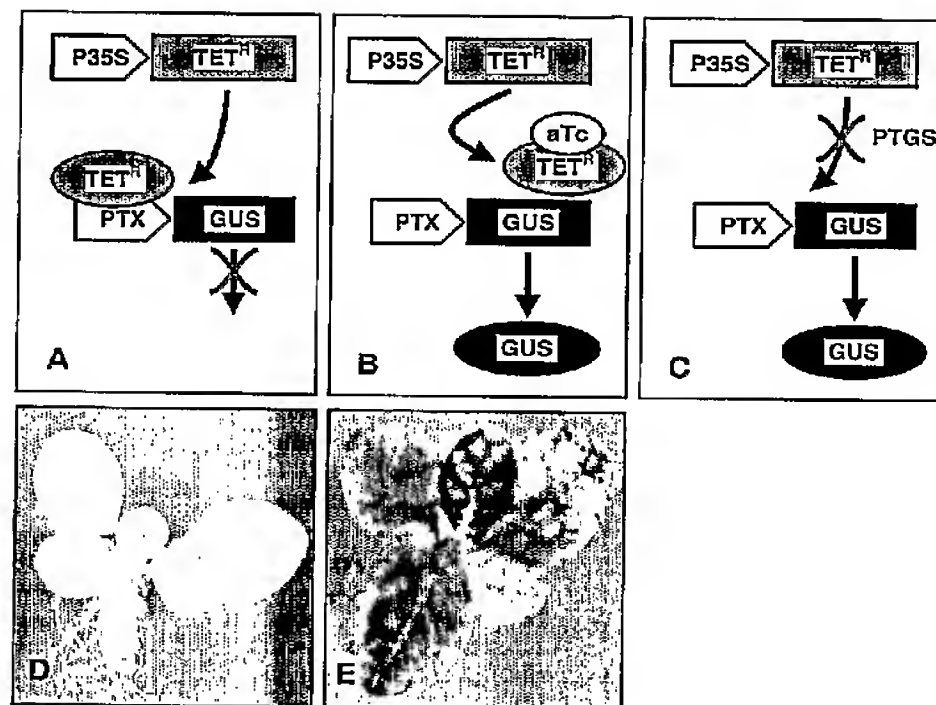 P35S TET
TET^R
PTX GUS
A
P35S TET^R
aTc
TET^R
PTX GUS
GUS
B
P35S TET^R
PTGS
PTX GUS
GUS
C
D
E